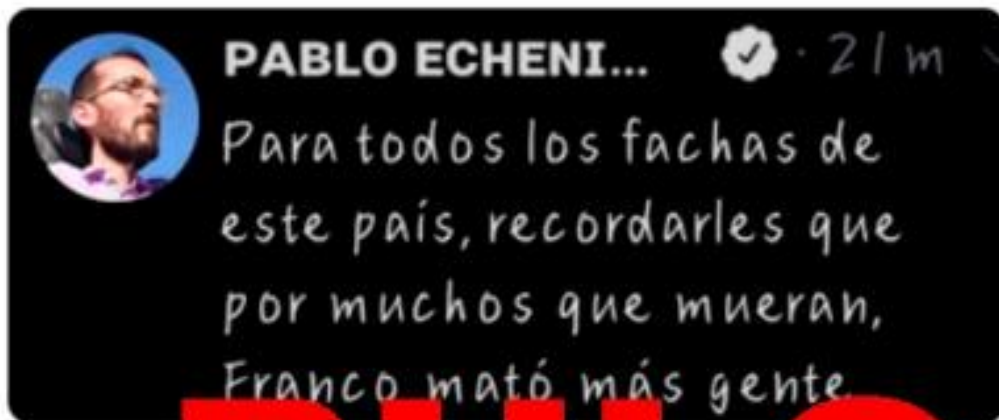 PABLO ECHENI... · 21 m
Para todos los fachas de
este país, recordarles que
por muchos que mueran,
Franco mató más gente